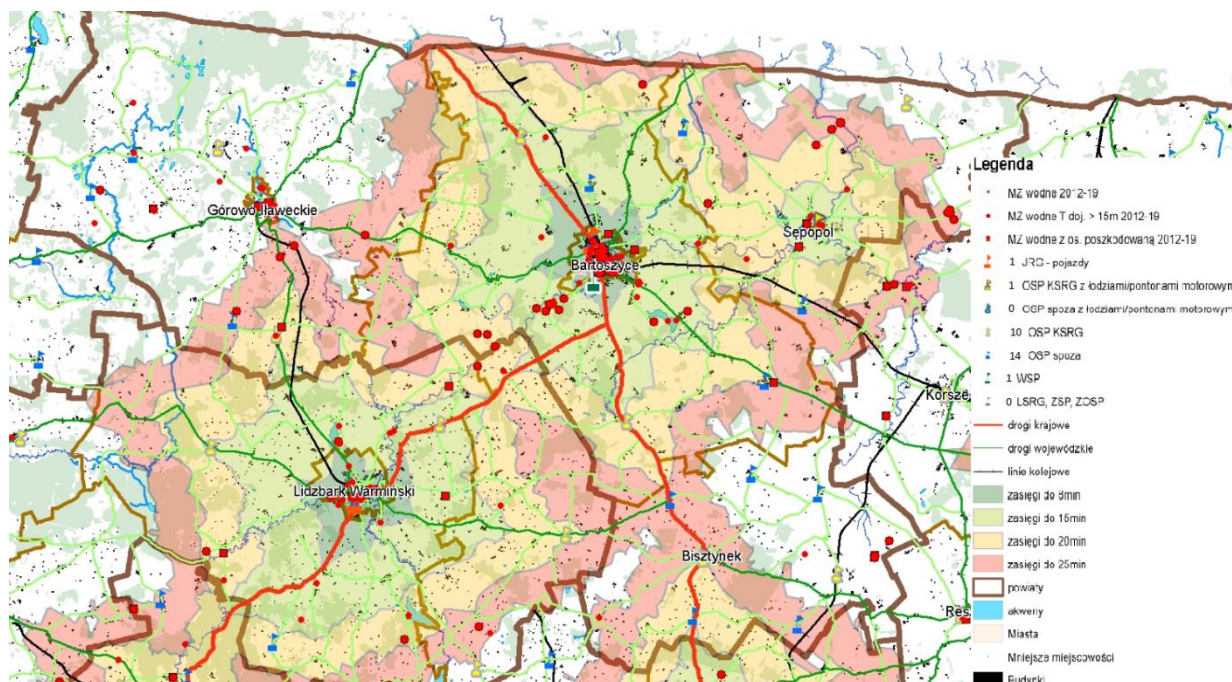 Górowo Iławeckie
Bartoszyce
Sępopol
Korsze
Lidzbark Warmiński
Bisztynek
Resz
Legenda
MZ wodne 2012-19
MZ wodne T doj. > 15m 2012-19
MZ wodne z os. poszkodowaną 2012-19
1 JRG - pojazdy
1 OSP KSRG z łodziami/pontonami motorowym
0 OSP spoza z łodziami/pontonami motorowym
10 OSP KSRG
14 OSP spoza
1 WSP
0 LSRG, ZSP, ZOSP
drogi krajowe
drogi wojewódzkie
linie kolejowe
zasięgi do 8min
zasięgi do 15min
zasięgi do 20min
zasięgi do 25min
powiaty
akweny
Miasta
Mniejsze miejscowości
Budynki